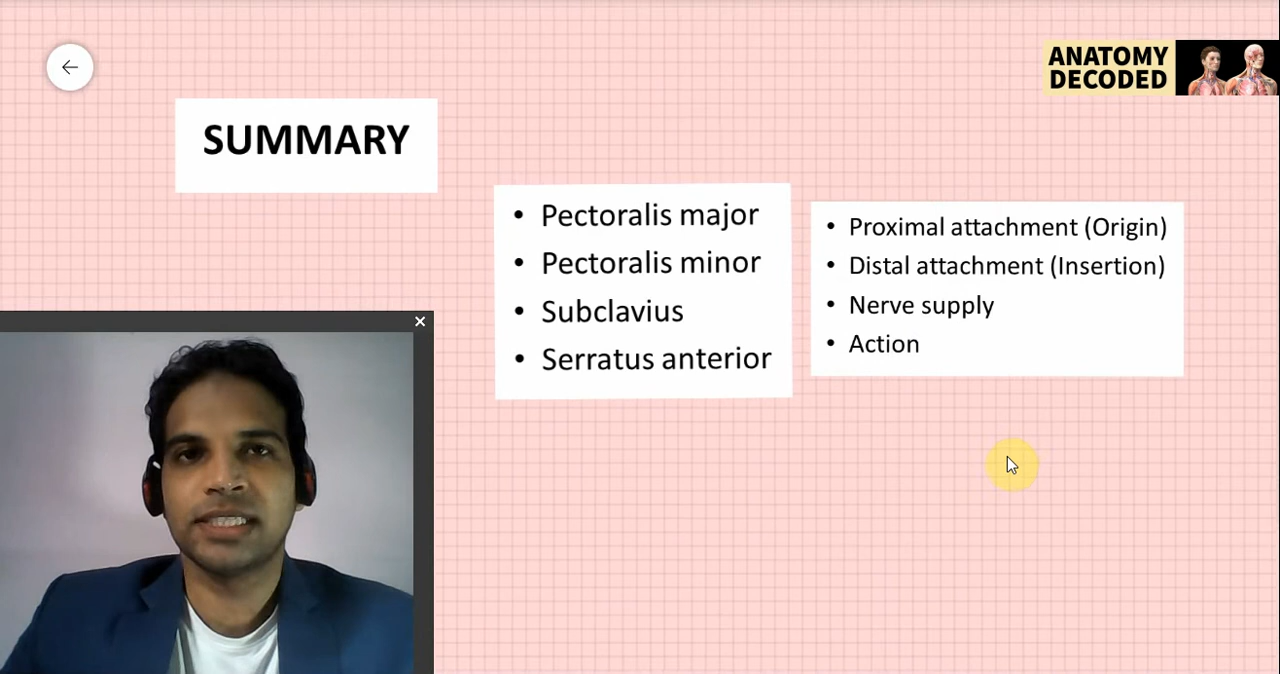 ANATOMY
DECODED
SUMMARY
• Pectoralis major
• Pectoralis minor
• Subclavius
• Serratus anterior
• Proximal attachment (Origin)
• Distal attachment (Insertion)
• Nerve supply
• Action